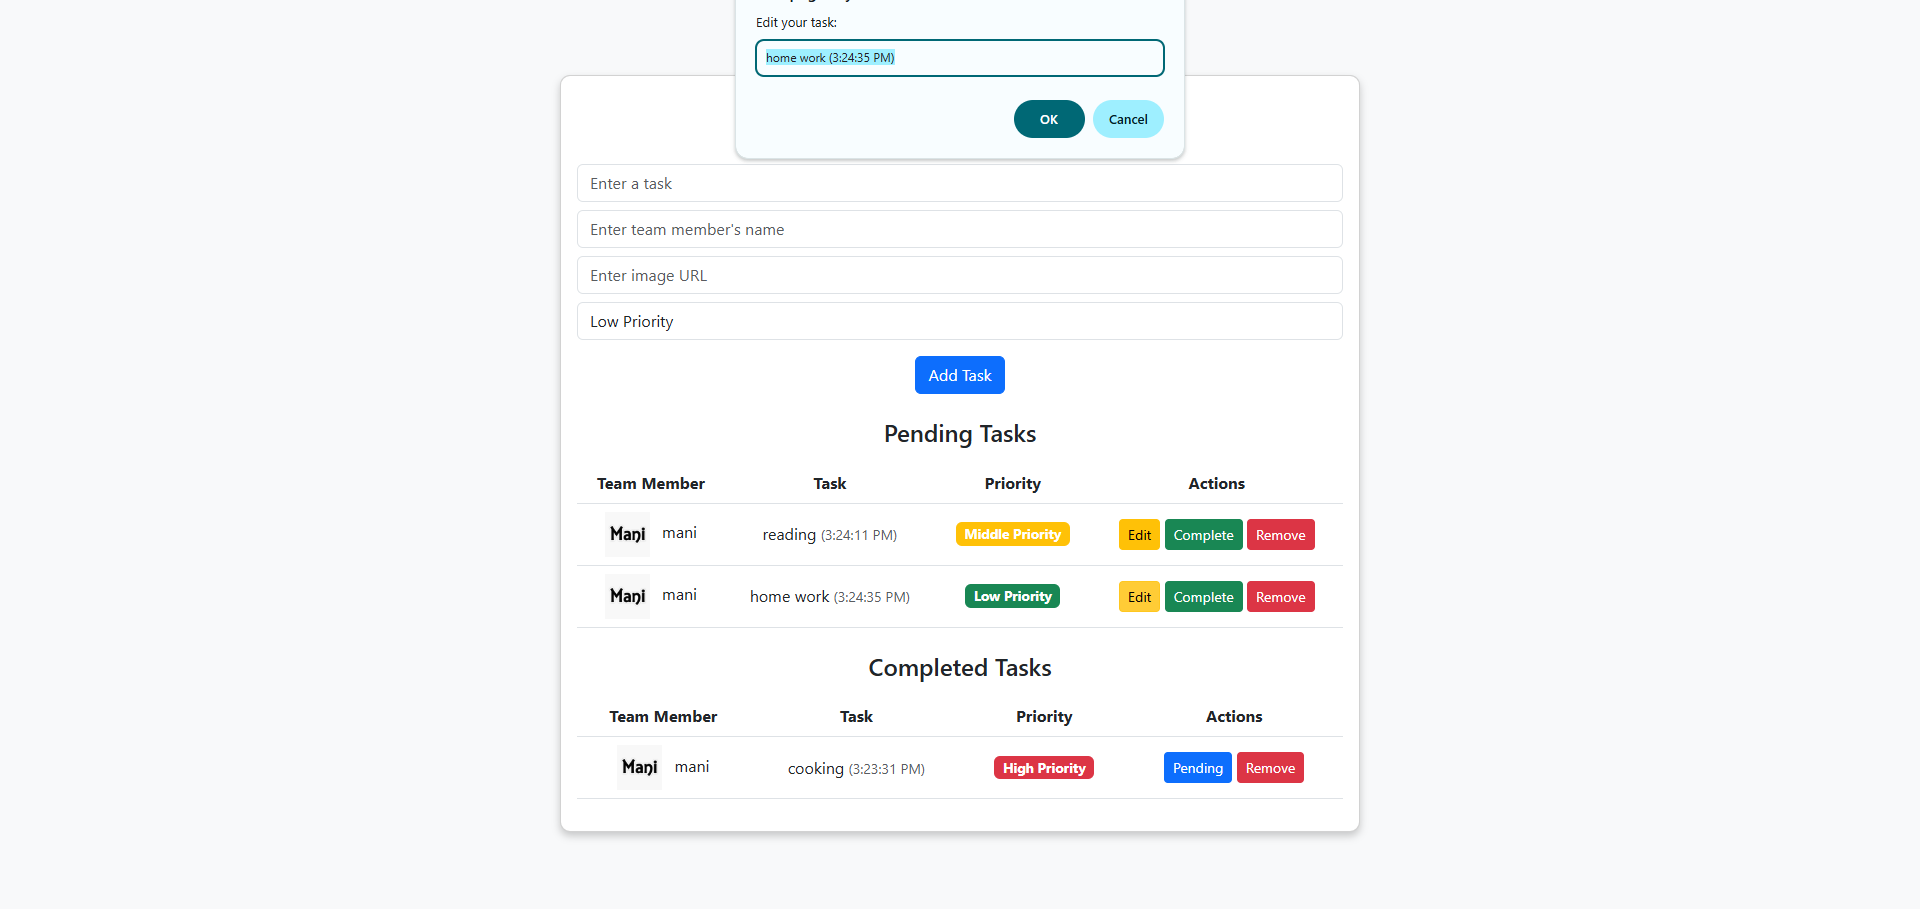 Edit your task:
home work (3:24:35 PM)
OK Cancel
Enter a task
Enter team member's name
Enter image URL
Low Priority
Add Task
Pending Tasks
Team Member Task Priority Actions
Mani mani reading (3:24:11 PM) Middle Priority Edit Complete Remove
Mani mani home work (3:24:35 PM) Low Priority Edit Complete Remove
Completed Tasks
Team Member Task Priority Actions
Mani mani cooking (3:23:31 PM) High Priority Pending Remove